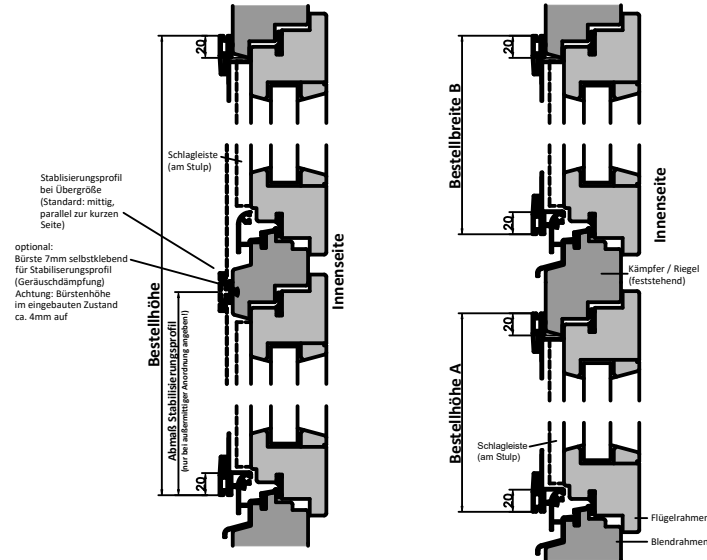 20
Bestellhöhe
Schlagleiste
(am Stulp)
Stablisierungsprofil
bei Übergröße
(Standard: mittig,
parallel zur kurzen
Seite)
optional:
Bürste 7mm selbstklebend
für Stabiliserungsprofil
(Geräuschdämpfung)
Achtung: Bürstenhöhe
im eingebauten Zustand
ca. 4mm auf
Abmaß Stabilisierungsprofil
(nur bei außermittiger Anordnung angeben!)
Innenseite
20
20
Bestellbreite B
20
Innenseite
Kämpfer / Riegel
(feststehend)
20
Bestellhöhe A
Schlagleiste
(am Stulp)
20
Flügelrahmen
Blendrahmen